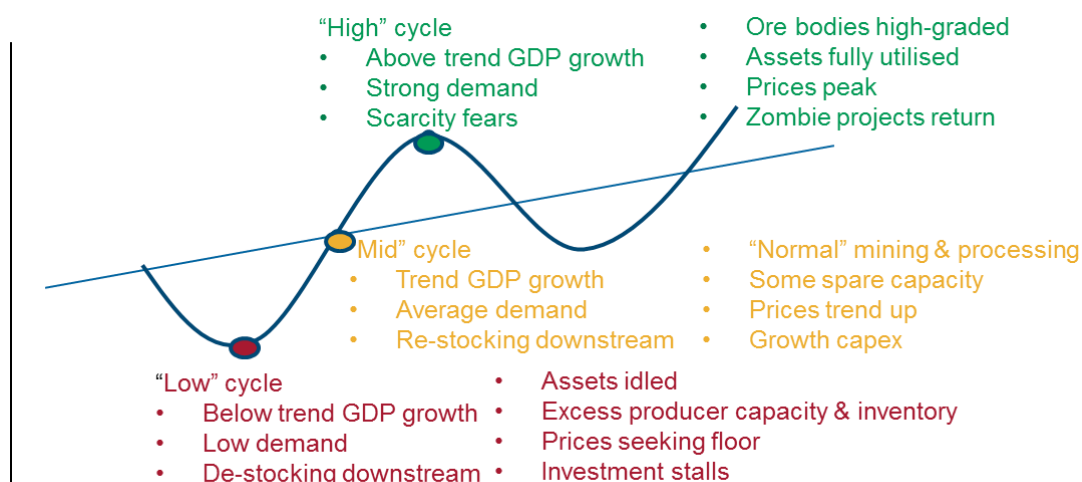 “High” cycle
• Above trend GDP growth
• Strong demand
• Scarcity fears
• Ore bodies high-graded
• Assets fully utilised
• Prices peak
• Zombie projects return
Mid” cycle
• Trend GDP growth
• Average demand
• Re-stocking downstream
• “Normal” mining & processing
• Some spare capacity
• Prices trend up
• Growth capex
“Low” cycle
• Below trend GDP growth
• Low demand
• De-stocking downstream
• Assets idled
• Excess producer capacity & inventory
• Prices seeking floor
• Investment stalls